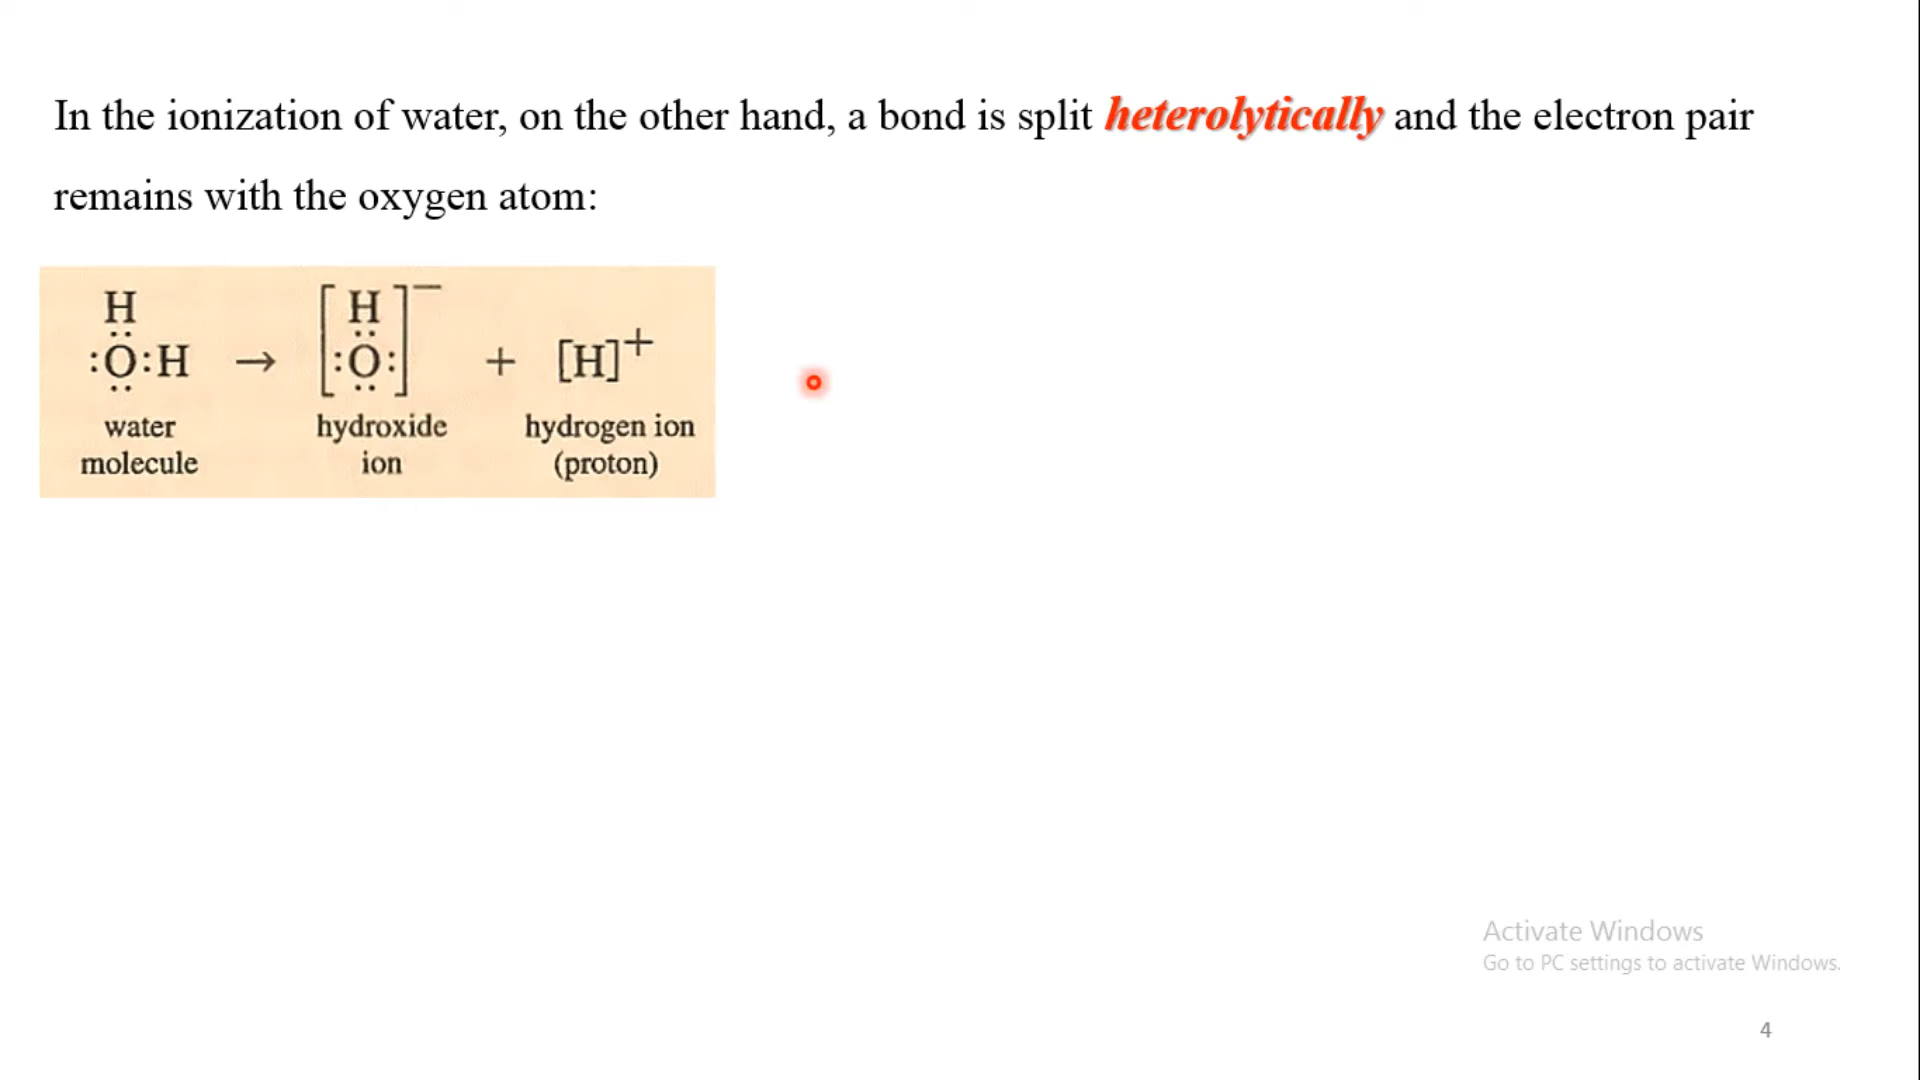 In the ionization of water, on the other hand, a bond is split heterolytically and the electron pair
remains with the oxygen atom:
H
:Ö:H → [H :Ö:]⁻ + [H]⁺
water hydroxide hydrogen ion
molecule ion (proton)
Activate Windows
Go to PC settings to activate Windows.
4